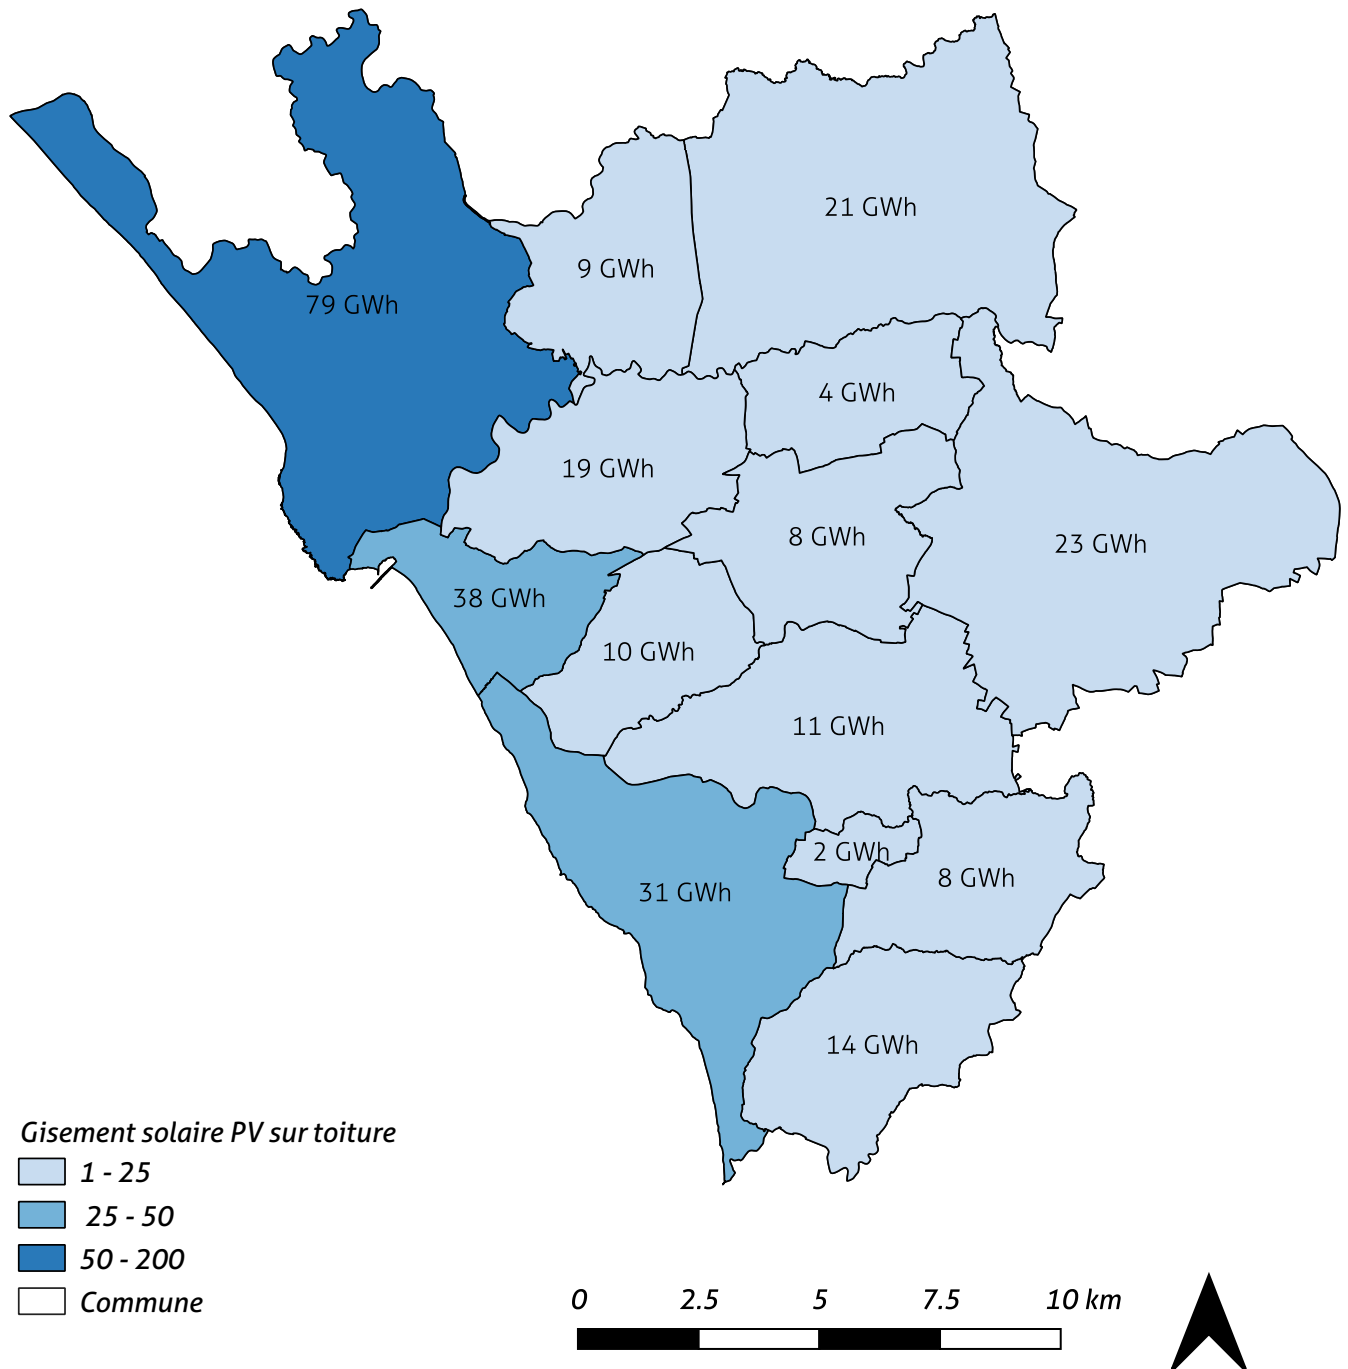 21 GWh
9 GWh
79 GWh
4 GWh
19 GWh
8 GWh
23 GWh
38 GWh
10 GWh
11 GWh
2 GWh
8 GWh
31 GWh
14 GWh
Gisement solaire PV sur toiture
1 - 25
25 - 50
50 - 200
Commune
0 2.5 5 7.5 10 km